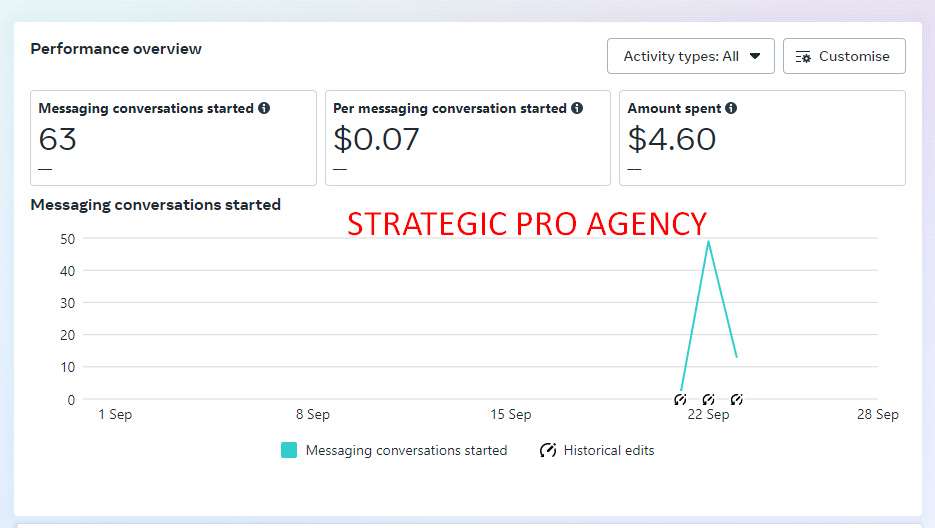 Performance overview
Activity types: All
Customise
Messaging conversations started
63
—
Per messaging conversation started
$0.07
—
Amount spent
$4.60
—
Messaging conversations started
STRATEGIC PRO AGENCY
50
40
30
20
10
0
1 Sep 8 Sep 15 Sep 22 Sep 28 Sep
Messaging conversations started Historical edits